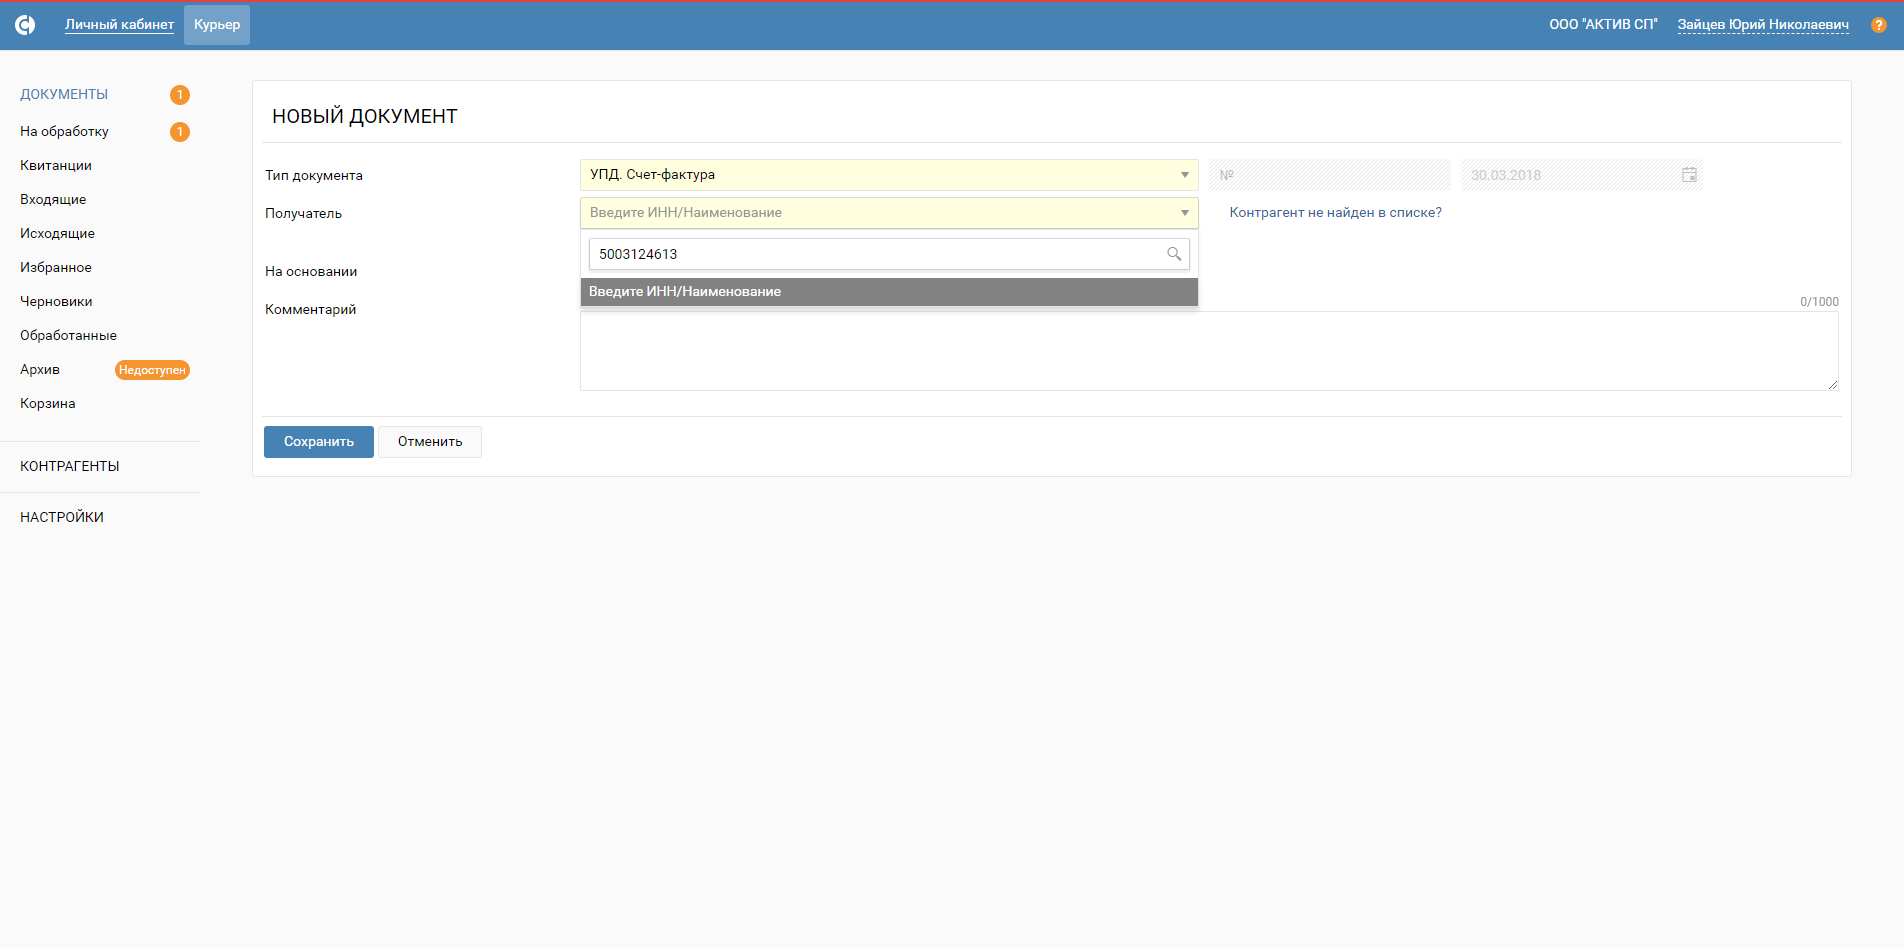 Личный кабинет Курьер ООО "АКТИВ СП" Зайцев Юрий Николаевич ?
ДОКУМЕНТЫ 1
На обработку 1
Квитанции
Входящие
Исходящие
Избранное
Черновики
Обработанные
Архив Недоступен
Корзина
КОНТРАГЕНТЫ
НАСТРОЙКИ
НОВЫЙ ДОКУМЕНТ
Тип документа УПД. Счет-фактура № 30.03.2018
Получатель Введите ИНН/Наименование Контрагент не найден в списке?
5003124613
На основании
Введите ИНН/Наименование
Комментарий 0/1000
Сохранить Отменить